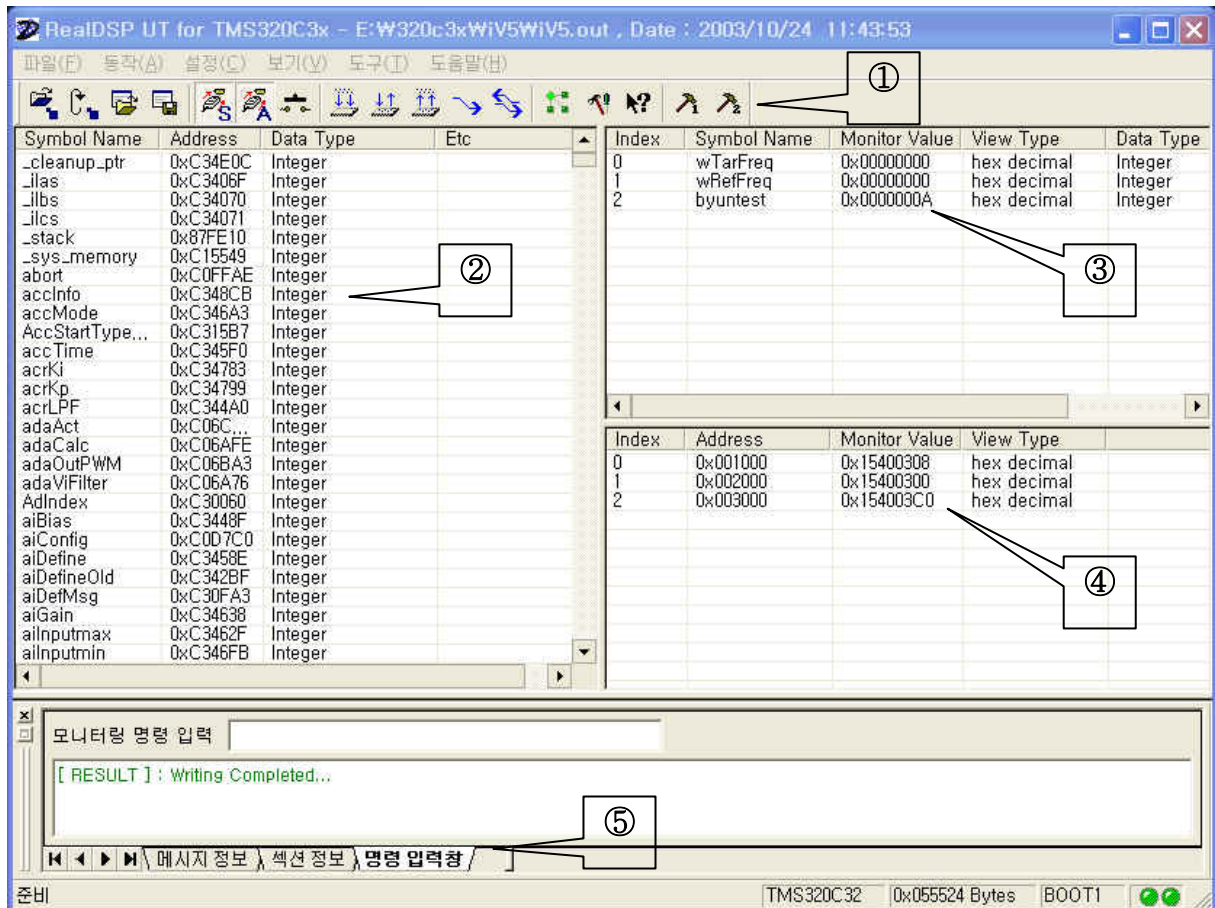 RealDSP UT for TMS320C3x - E:₩320c3x₩iV5₩iV5.out , Date : 2003/10/24 11:43:53
파일(F) 동작(A) 설정(C) 보기(V) 도구(T) 도움말(H)
①
Symbol Name Address Data Type Etc
_cleanup_ptr 0xC34E0C Integer
_ilas 0xC3406F Integer
_ilbs 0xC34070 Integer
_ilcs 0xC34071 Integer
_stack 0x87FE10 Integer
_sys_memory 0xC15549 Integer
abort 0xC0FFAE Integer
accInfo 0xC348CB Integer
accMode 0xC346A3 Integer
AccStartType... 0xC315B7 Integer
accTime 0xC345F0 Integer
acrKi 0xC34783 Integer
acrKp 0xC34799 Integer
acrLPF 0xC344A0 Integer
adaAct 0xC06C... Integer
adaCalc 0xC06AFE Integer
adaOutPWM 0xC06BA3 Integer
adaViFilter 0xC06A76 Integer
AdIndex 0xC30060 Integer
aiBias 0xC3448F Integer
aiConfig 0xC0D7C0 Integer
aiDefine 0xC3458E Integer
aiDefineOld 0xC342BF Integer
aiDefMsg 0xC30FA3 Integer
aiGain 0xC34638 Integer
aiInputmax 0xC3462F Integer
aiInputmin 0xC346FB Integer
②
Index Symbol Name Monitor Value View Type Data Type
0 wTarFreq 0x00000000 hex decimal Integer
1 wRefFreq 0x00000000 hex decimal Integer
2 byuntest 0x0000000A hex decimal Integer
③
Index Address Monitor Value View Type
0 0x001000 0x15400308 hex decimal
1 0x002000 0x15400300 hex decimal
2 0x003000 0x154003C0 hex decimal
④
모니터링 명령 입력
[ RESULT ] : Writing Completed...
⑤
메시지 정보 섹션 정보 명령 입력창
준비 TMS320C32 0x055524 Bytes BOOT1